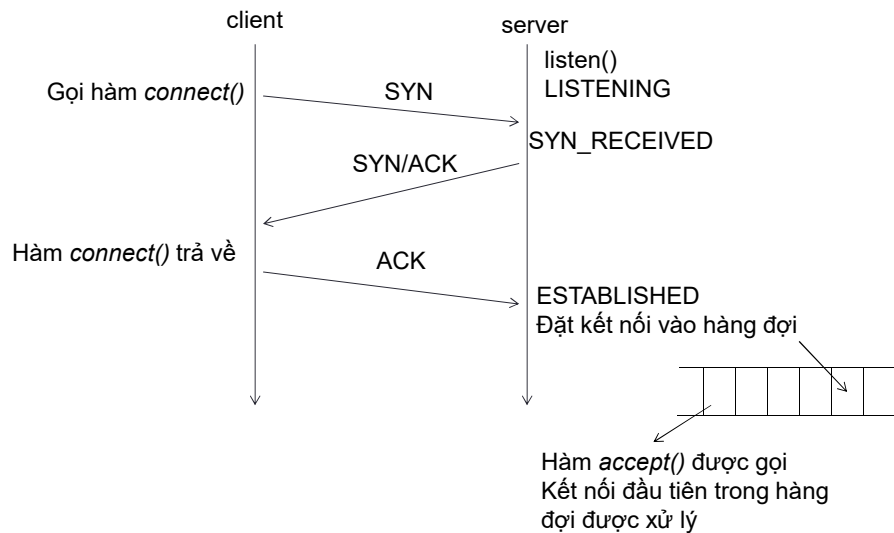 client
server
listen()
LISTENING
Gọi hàm connect()
SYN
SYN_RECEIVED
SYN/ACK
Hàm connect() trả về
ACK
ESTABLISHED
Đặt kết nối vào hàng đợi
Hàm accept() được gọi
Kết nối đầu tiên trong hàng
đợi được xử lý